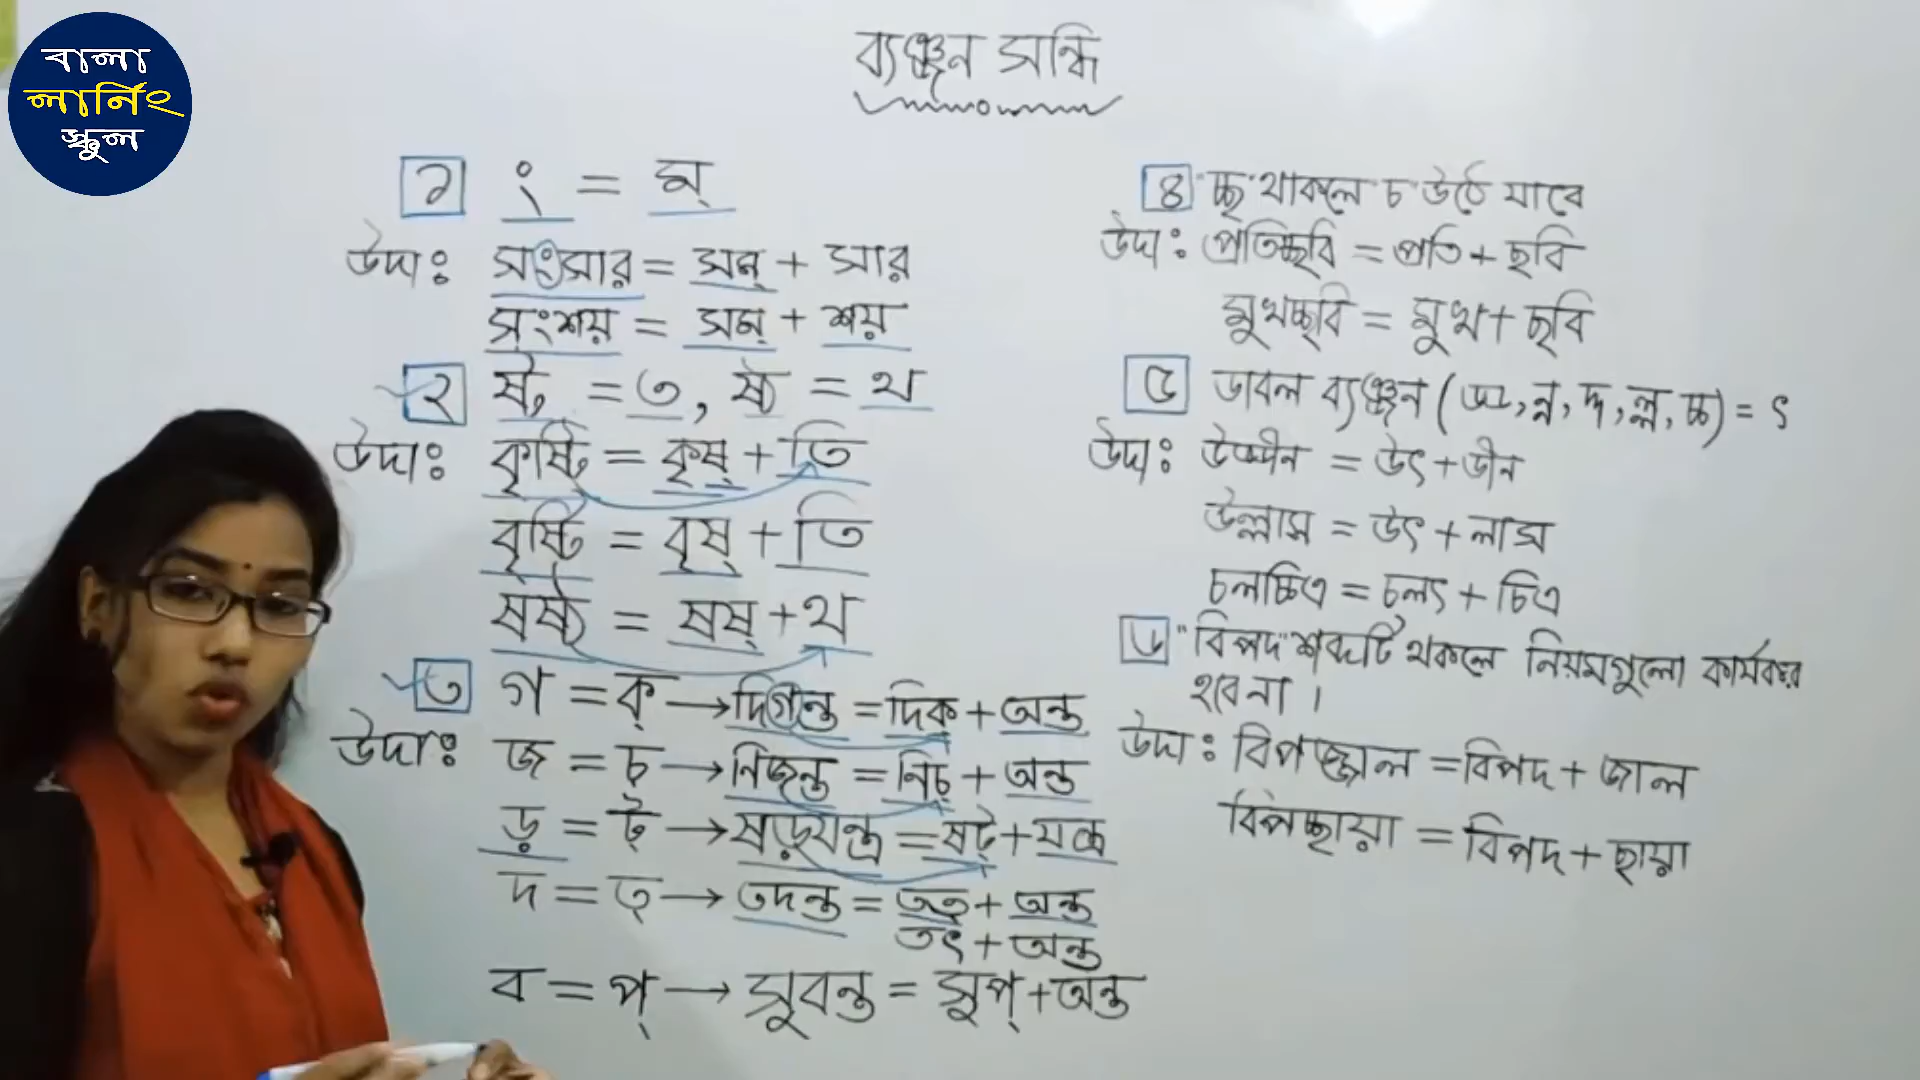 বালা
লার্নিং
স্কুল
ব্যঞ্জন সন্ধি
১ ং = ম্
উদাঃ সংসার = সম্ + সার
সংশয় = সম্ + শয়
২ ষ্ট = ত, ষ্ঠ = থ
উদাঃ কৃষ্টি = কৃষ্ + তি
বৃষ্টি = বৃষ্ + তি
ষষ্ঠ = ষষ্ + থ
৩ গ = ক্ → দিগন্ত = দিক্ + অন্ত
উদাঃ জ = চ্ → নিজন্ত = নিচ্ + অন্ত
ড় = ট্ → ষড়যন্ত্র = ষট্ + যন্ত্র
দ = ত্ → তদন্ত = তত্ + অন্ত
তৎ + অন্ত
ব = প্ → সুবন্ত = সুপ্ + অন্ত
৪ "চ্ছ" থাকলে চ উঠে যাবে
উদাঃ প্রতিচ্ছবি = প্রতি + ছবি
মুখচ্ছবি = মুখ + ছবি
৫ ডাবল ব্যঞ্জন (ড্ড, ন্ন, দ্দ, ল্ল, চ্চ) = ৎ
উদাঃ উড্ডীন = উৎ + ডীন
উল্লাস = উৎ + লাস
চলচ্চিত্র = চলৎ + চিত্র
৬ "বিপদ" শব্দটি থকলে নিয়মগুলো কার্যকর
হবে না।
উদাঃ বিপজ্জাল = বিপদ + জাল
বিপচ্ছায়া = বিপদ + ছায়া